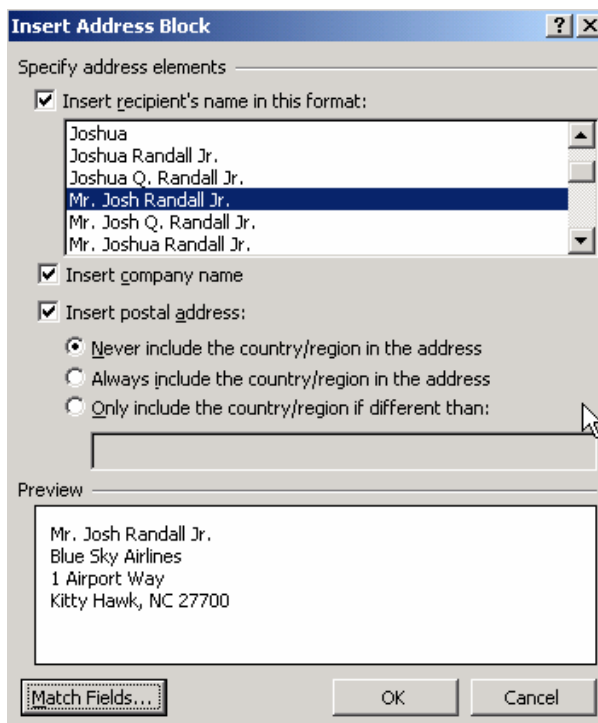 Insert Address Block
Specify address elements
Insert recipient's name in this format:
Joshua
Joshua Randall Jr.
Joshua Q. Randall Jr.
Mr. Josh Randall Jr.
Mr. Josh Q. Randall Jr.
Mr. Joshua Randall Jr.
Insert company name
Insert postal address:
Never include the country/region in the address
Always include the country/region in the address
Only include the country/region if different than:
Preview
Mr. Josh Randall Jr.
Blue Sky Airlines
1 Airport Way
Kitty Hawk, NC 27700
Match Fields... OK Cancel